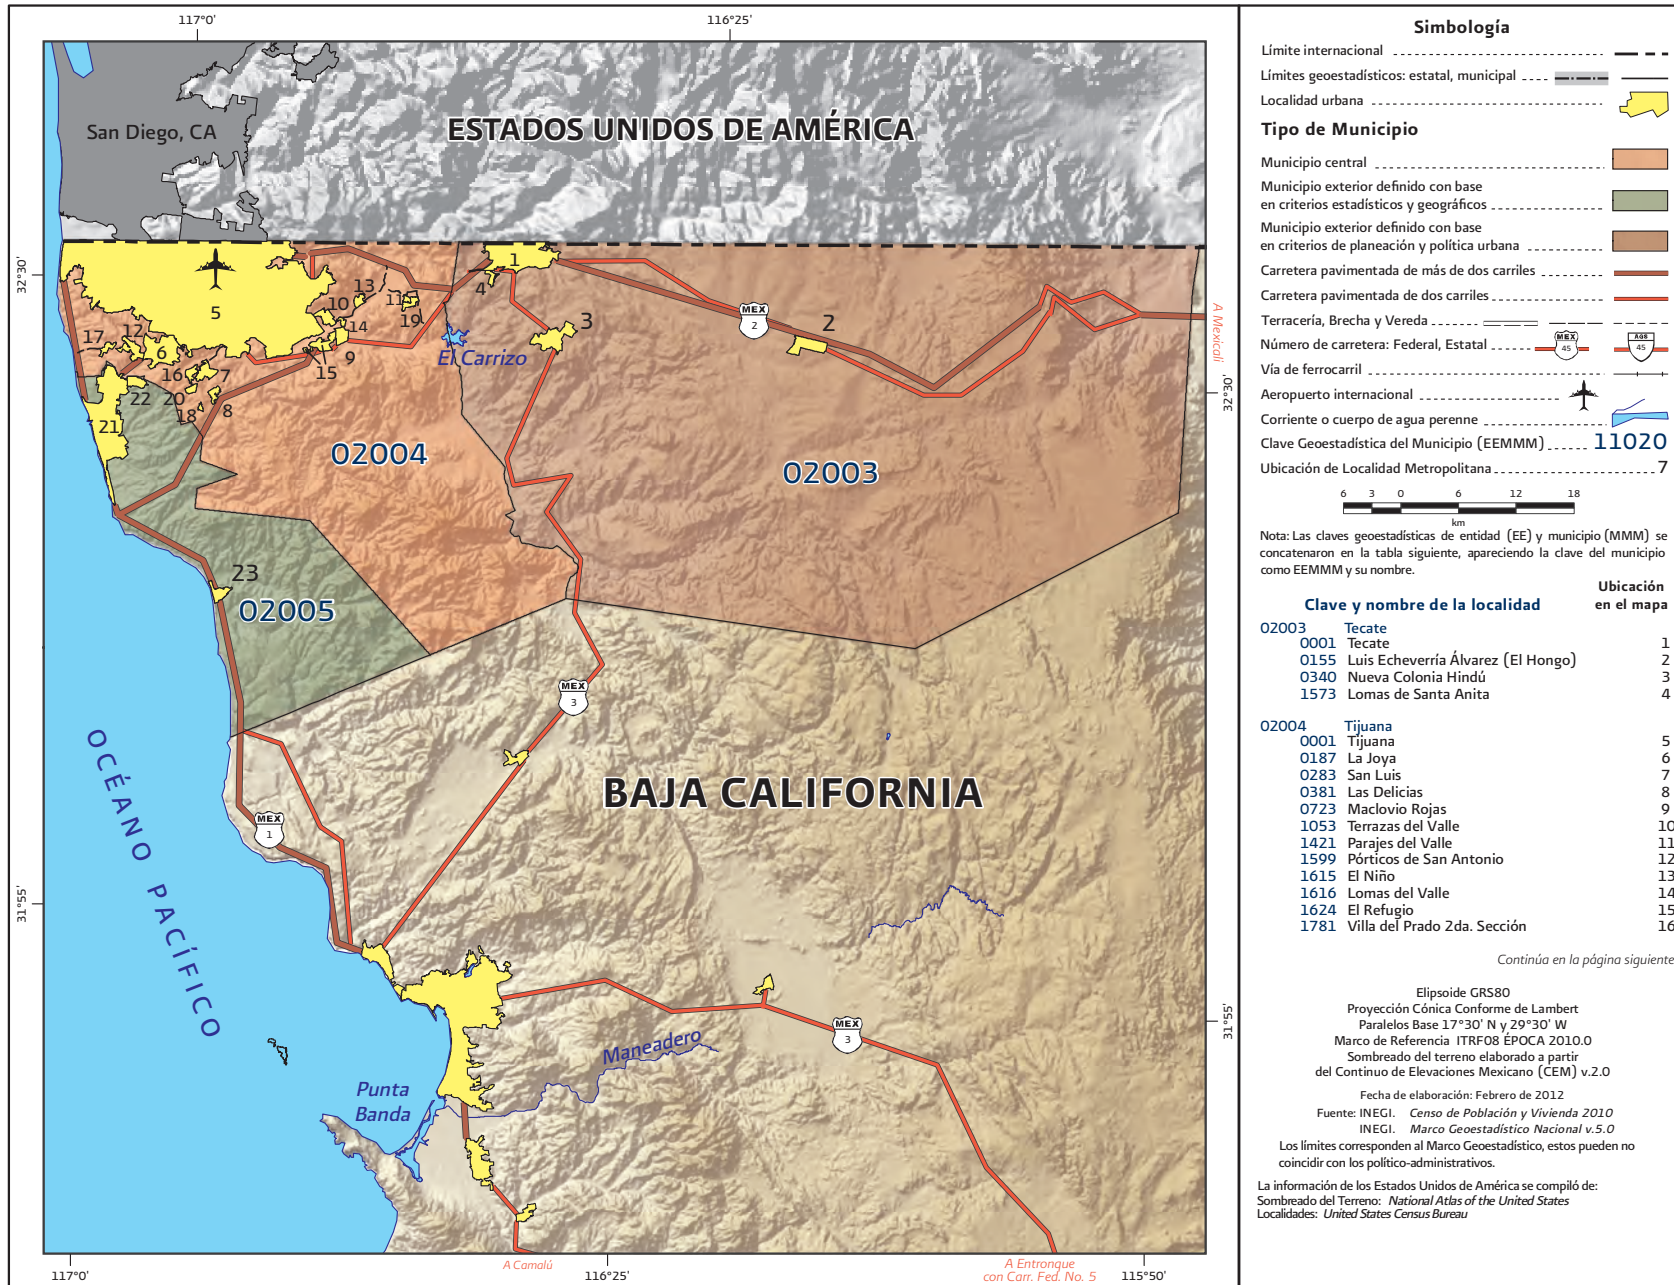 117°0'
116°25'
San Diego, CA
ESTADOS UNIDOS DE AMÉRICA
32°30'
1
4
5
13
10
11
19
14
9
15
17
12
6
16
7
20
18
8
22
21
3
2
MEX
2
El Carrizo
A Mexicali
32°30'
02004
02003
23
02005
MEX
3
OCÉANO PACÍFICO
BAJA CALIFORNIA
MEX
1
31°55'
31°55'
MEX
3
Maneadero
Punta
Banda
A Camalú
A Entronque
con Carr. Fed. No. 5
117°0'
116°25'
115°50'
Simbología
Límite internacional
Límites geoestadísticos: estatal, municipal
Localidad urbana
Tipo de Municipio
Municipio central
Municipio exterior definido con base
en criterios estadísticos y geográficos
Municipio exterior definido con base
en criterios de planeación y política urbana
Carretera pavimentada de más de dos carriles
Carretera pavimentada de dos carriles
Terracería, Brecha y Vereda
Número de carretera: Federal, Estatal MEX 45 AGS 45
Vía de ferrocarril
Aeropuerto internacional
Corriente o cuerpo de agua perenne
Clave Geoestadística del Municipio (EEMMM) 11020
Ubicación de Localidad Metropolitana 7
6 3 0 6 12 18
km
Nota: Las claves geoestadísticas de entidad (EE) y municipio (MMM) se
concatenaron en la tabla siguiente, apareciendo la clave del municipio
como EEMMM y su nombre.
Clave y nombre de la localidad
Ubicación
en el mapa
02003 Tecate
0001 Tecate 1
0155 Luis Echeverría Álvarez (El Hongo) 2
0340 Nueva Colonia Hindú 3
1573 Lomas de Santa Anita 4
02004 Tijuana
0001 Tijuana 5
0187 La Joya 6
0283 San Luis 7
0381 Las Delicias 8
0723 Maclovio Rojas 9
1053 Terrazas del Valle 10
1421 Parajes del Valle 11
1599 Pórticos de San Antonio 12
1615 El Niño 13
1616 Lomas del Valle 14
1624 El Refugio 15
1781 Villa del Prado 2da. Sección 16
Continúa en la página siguiente
Elipsoide GRS80
Proyección Cónica Conforme de Lambert
Paralelos Base 17°30' N y 29°30' W
Marco de Referencia ITRF08 ÉPOCA 2010.0
Sombreado del terreno elaborado a partir
del Continuo de Elevaciones Mexicano (CEM) v.2.0
Fecha de elaboración: Febrero de 2012
Fuente: INEGI. Censo de Población y Vivienda 2010
INEGI. Marco Geoestadístico Nacional v.5.0
Los límites corresponden al Marco Geoestadístico, estos pueden no
coincidir con los político-administrativos.
La información de los Estados Unidos de América se compiló de:
Sombreado del Terreno: National Atlas of the United States
Localidades: United States Census Bureau